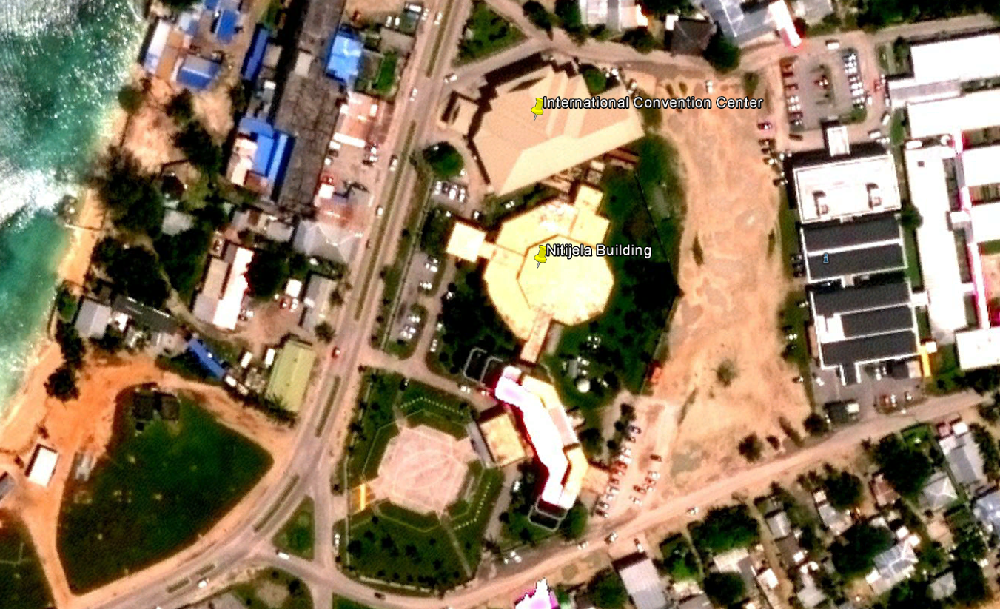 International Convention Center
Nitijela Building